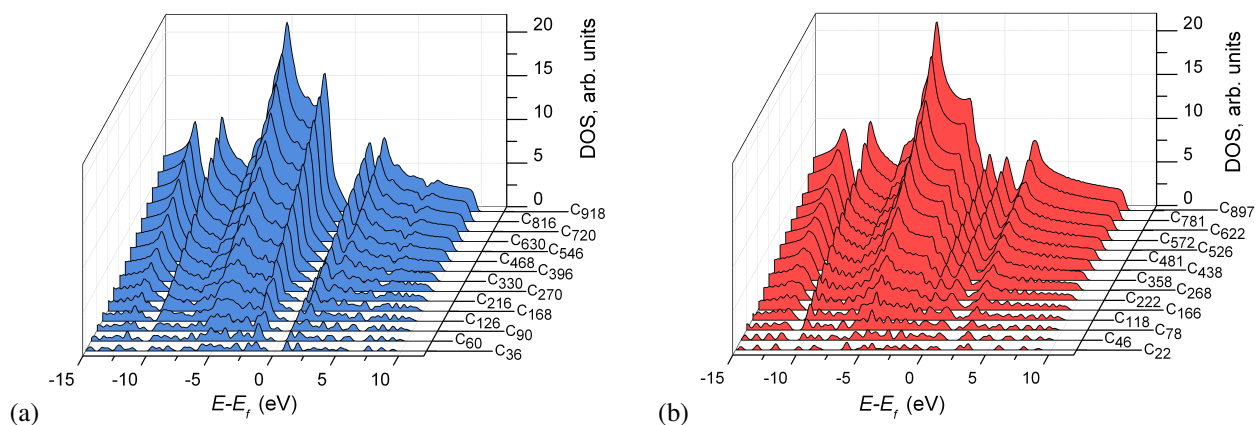 20
15
10
5
0
DOS, arb. units
C918
C816
C720
C630
C546
C468
C396
C330
C270
C216
C168
C126
C90
C60
C36
-15
-10
-5
0
5
10
E-Ef (eV)
(a)
20
15
10
5
0
DOS, arb. units
C897
C781
C622
C572
C526
C481
C438
C358
C268
C222
C166
C118
C78
C46
C22
-15
-10
-5
0
5
10
E-Ef (eV)
(b)